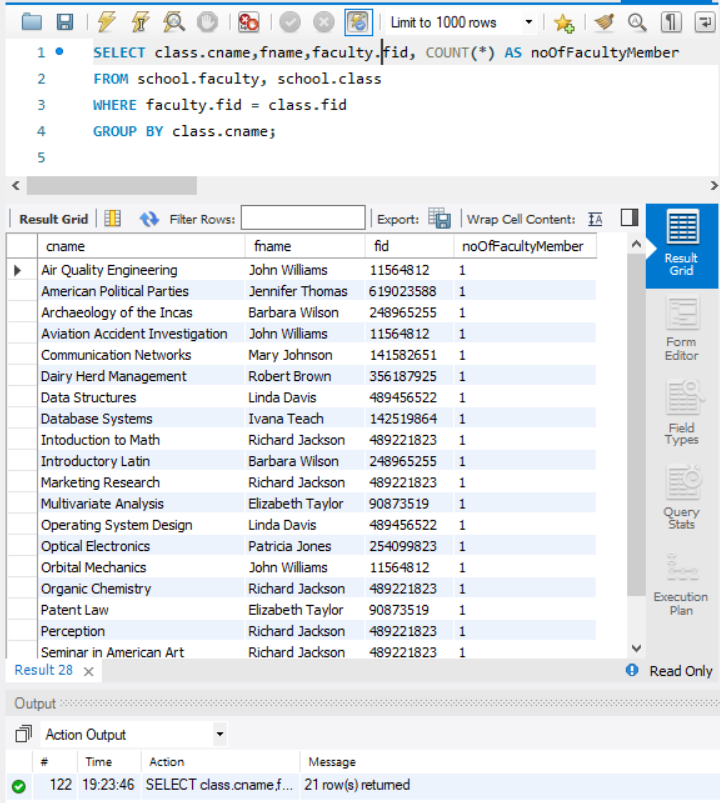 Limit to 1000 rows
1 SELECT class.cname,fname,faculty.fid, COUNT(*) AS noOfFacultyMember
2 FROM school.faculty, school.class
3 WHERE faculty.fid = class.fid
4 GROUP BY class.cname;
5
Result Grid Filter Rows: Export: Wrap Cell Content: IA
cname fname fid noOfFacultyMember
Air Quality Engineering John Williams 11564812 1
American Political Parties Jennifer Thomas 619023588 1
Archaeology of the Incas Barbara Wilson 248965255 1
Aviation Accident Investigation John Williams 11564812 1
Communication Networks Mary Johnson 141582651 1
Dairy Herd Management Robert Brown 356187925 1
Data Structures Linda Davis 489456522 1
Database Systems Ivana Teach 142519864 1
Intoduction to Math Richard Jackson 489221823 1
Introductory Latin Barbara Wilson 248965255 1
Marketing Research Richard Jackson 489221823 1
Multivariate Analysis Elizabeth Taylor 90873519 1
Operating System Design Linda Davis 489456522 1
Optical Electronics Patricia Jones 254099823 1
Orbital Mechanics John Williams 11564812 1
Organic Chemistry Richard Jackson 489221823 1
Patent Law Elizabeth Taylor 90873519 1
Perception Richard Jackson 489221823 1
Seminar in American Art Richard Jackson 489221823 1
Result
Grid
Form
Editor
Field
Types
Query
Stats
Execution
Plan
Result 28 Read Only
Output
Action Output
# Time Action Message
122 19:23:46 SELECT class.cname,f... 21 row(s) returned